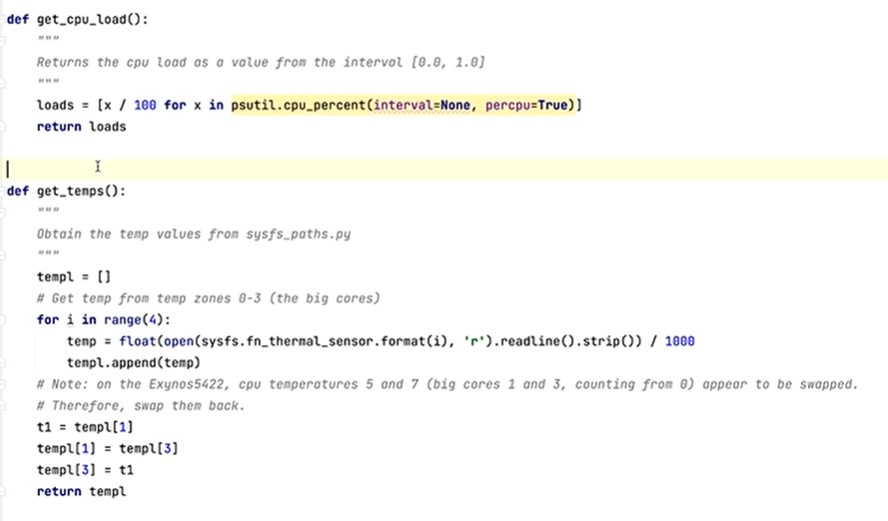 def get_cpu_load():
"""
Returns the cpu load as a value from the interval [0.0, 1.0]
"""
loads = [x / 100 for x in psutil.cpu_percent(interval=None, percpu=True)]
return loads
def get_temps():
"""
Obtain the temp values from sysfs_paths.py
"""
templ = []
# Get temp from temp zones 0-3 (the big cores)
for i in range(4):
temp = float(open(sysfs.fn_thermal_sensor.format(i), 'r').readline().strip()) / 1000
templ.append(temp)
# Note: on the Exynos5422, cpu temperatures 5 and 7 (big cores 1 and 3, counting from 0) appear to be swapped.
# Therefore, swap them back.
t1 = templ[1]
templ[1] = templ[3]
templ[3] = t1
return templ